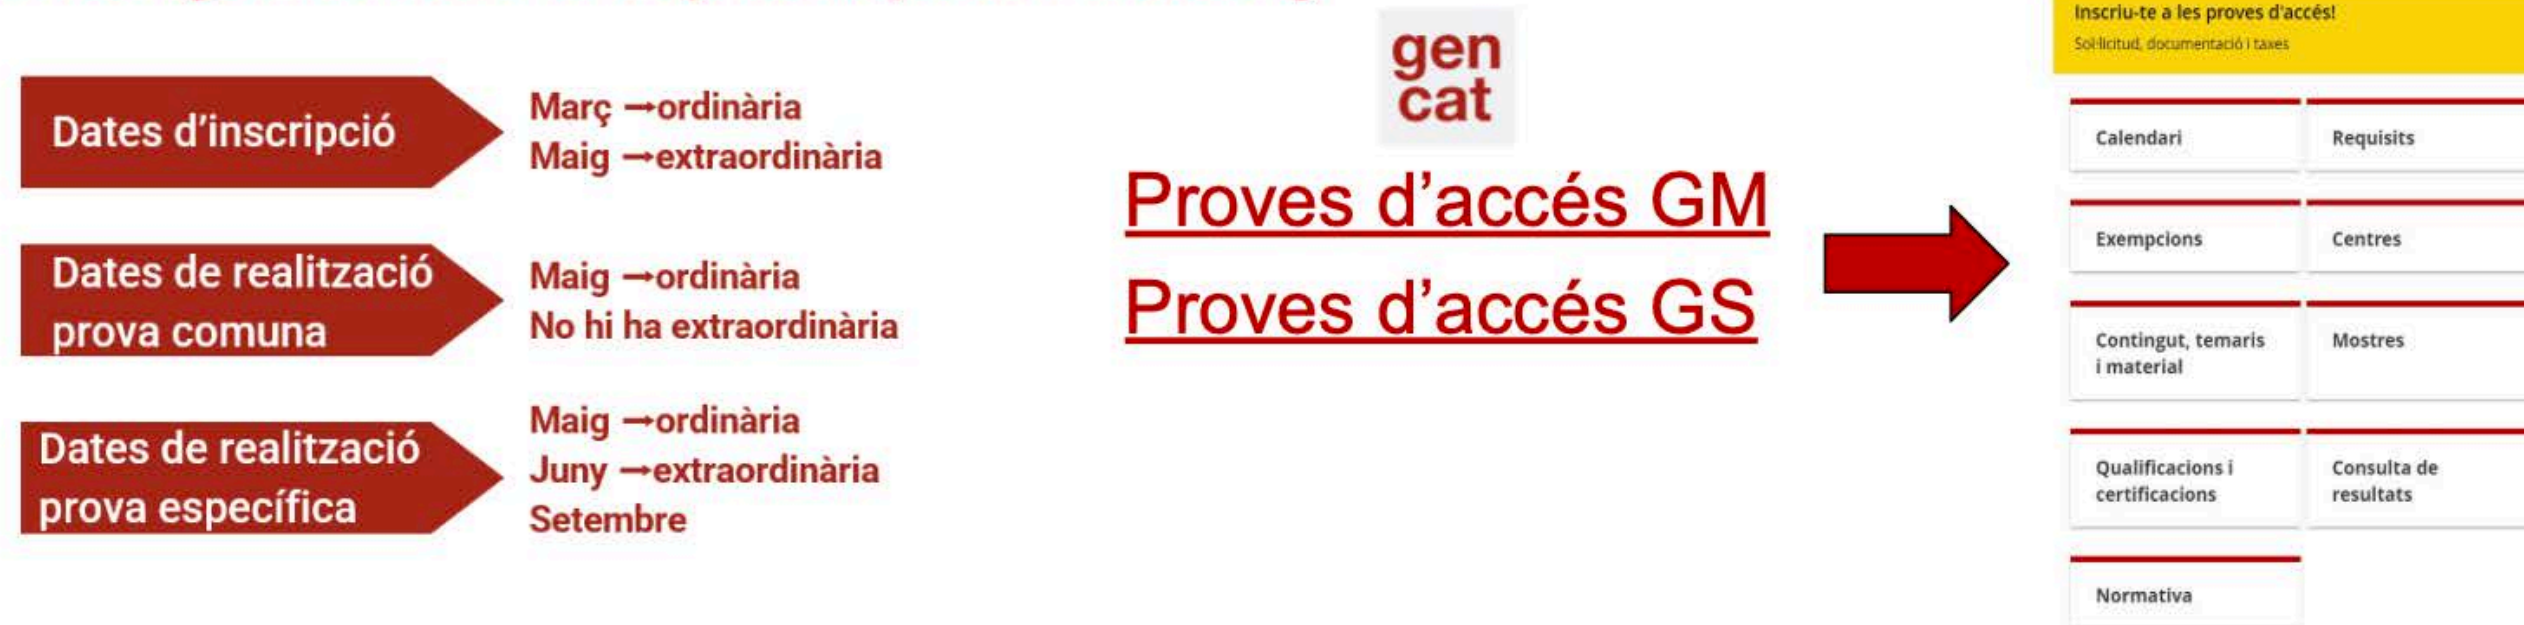 Dates d'inscripció
Març →ordinària
Maig →extraordinària
Dates de realització
prova comuna
Maig →ordinària
No hi ha extraordinària
Dates de realització
prova específica
Maig →ordinària
Juny →extraordinària
Setembre
gen
cat
Proves d'accés GM
Proves d'accés GS
Inscriu-te a les proves d'accés!
Sol·licitud, documentació i taxes
Calendari
Requisits
Exempcions
Centres
Contingut, temaris
i material
Mostres
Qualificacions i
certificacions
Consulta de
resultats
Normativa